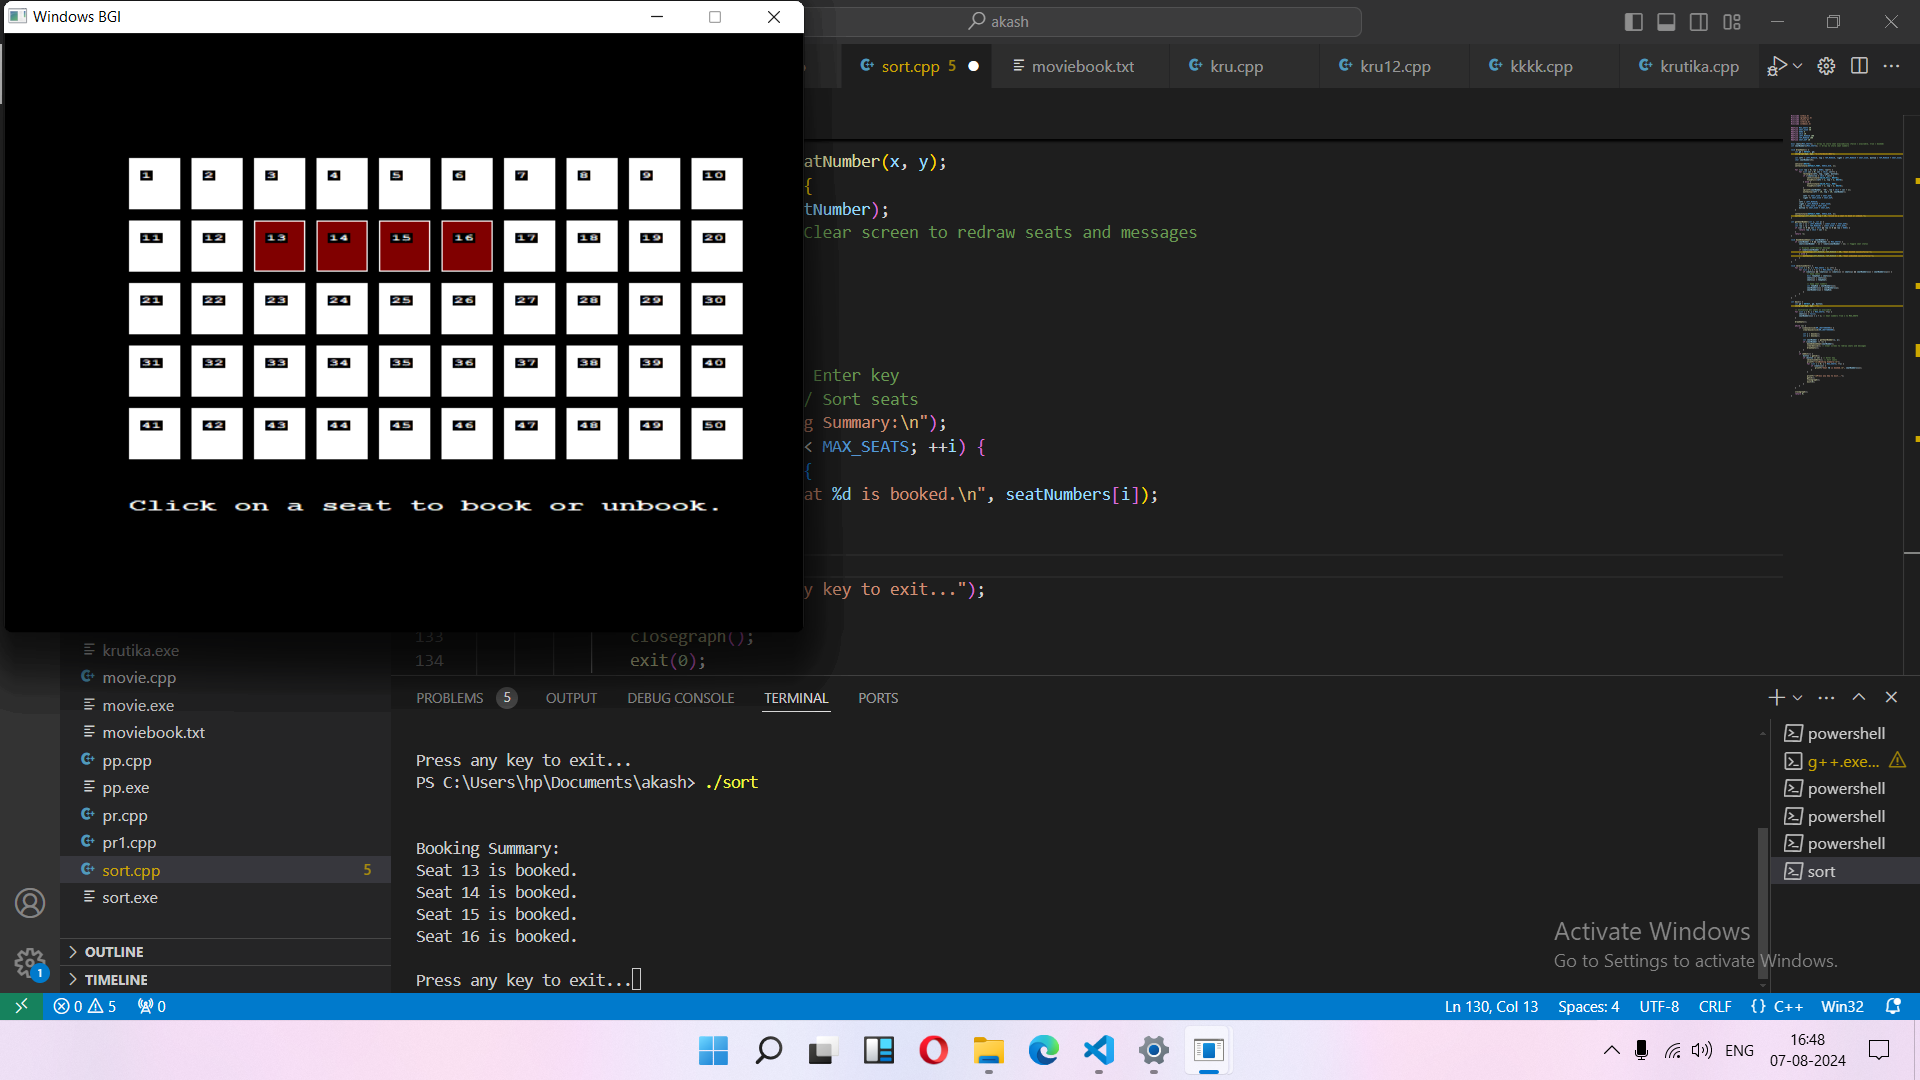 Windows BGI
akash
sort.cpp 5
moviebook.txt
kru.cpp
kru12.cpp
kkkk.cpp
krutika.cpp
1 2 3 4 5 6 7 8 9 10
11 12 13 14 15 16 17 18 19 20
21 22 23 24 25 26 27 28 29 30
31 32 33 34 35 36 37 38 39 40
41 42 43 44 45 46 47 48 49 50
Click on a seat to book or unbook.
atNumber(x, y);
{
tNumber);
Clear screen to redraw seats and messages
Enter key
/ Sort seats
g Summary:\n");
< MAX_SEATS; ++i) {
{
at %d is booked.\n", seatNumbers[i]);
y key to exit...");
133 closegraph();
134 exit(0);
krutika.exe
movie.cpp
movie.exe
moviebook.txt
pp.cpp
pp.exe
pr.cpp
pr1.cpp
sort.cpp 5
sort.exe
OUTLINE
TIMELINE
PROBLEMS 5 OUTPUT DEBUG CONSOLE TERMINAL PORTS
Press any key to exit...
PS C:\Users\hp\Documents\akash> ./sort
Booking Summary:
Seat 13 is booked.
Seat 14 is booked.
Seat 15 is booked.
Seat 16 is booked.
Press any key to exit...
powershell
g++.exe...
powershell
powershell
powershell
sort
Activate Windows
Go to Settings to activate Windows.
1
0 5 0
Ln 130, Col 13 Spaces: 4 UTF-8 CRLF {} C++ Win32
ENG
16:48
07-08-2024